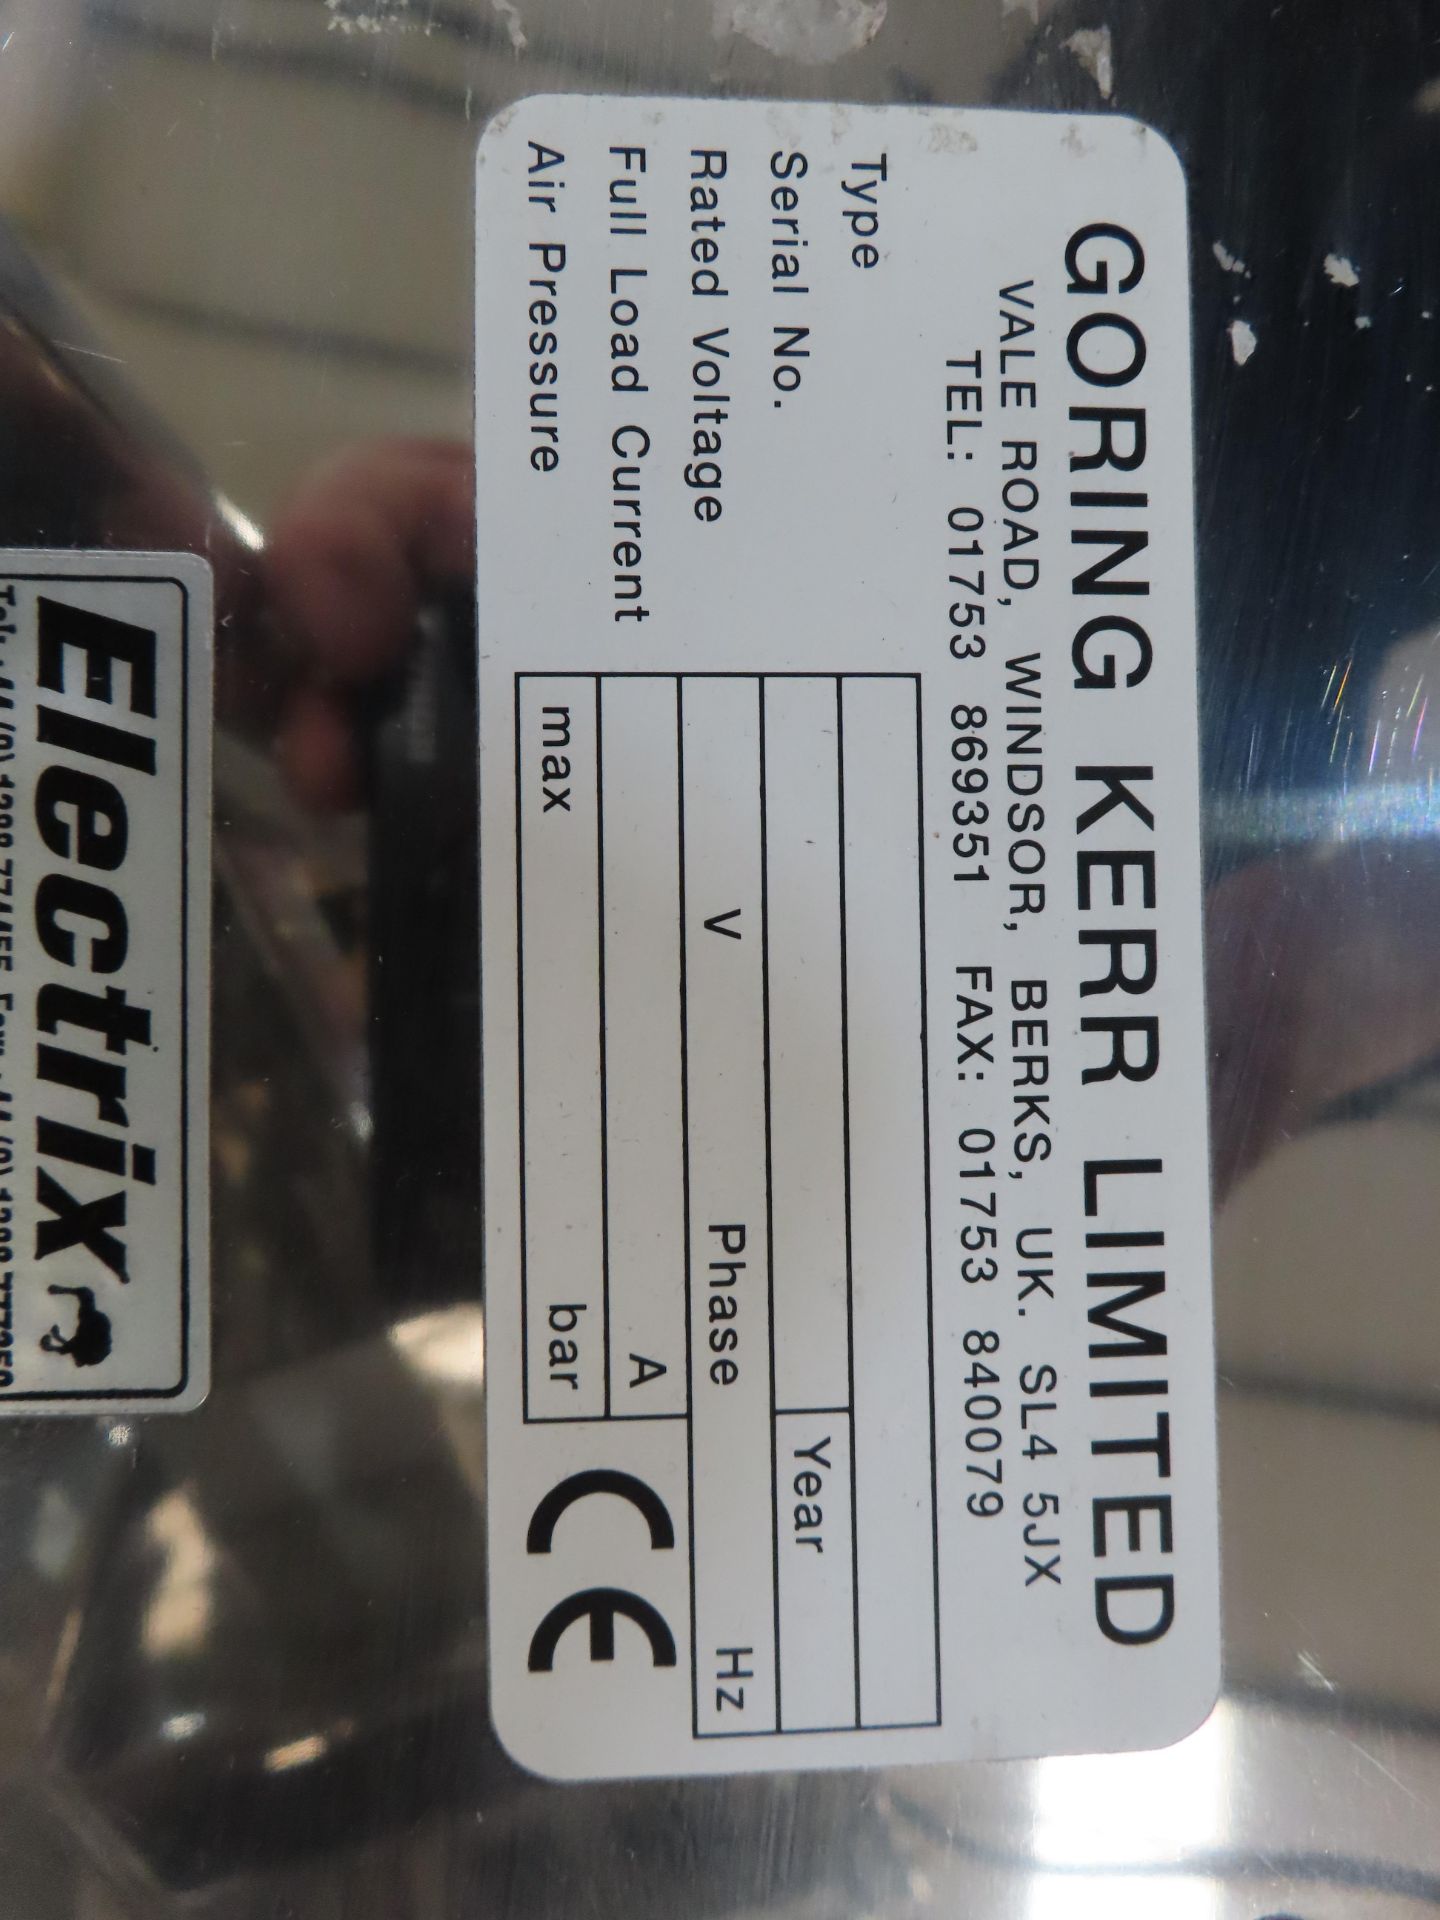 GORING KERR LIMITED
VALE ROAD, WINDSOR, BERKS, UK. SL4 5JX
TEL: 01753 869351 FAX: 01753 840079
Type
Serial No. Year
Rated Voltage V Phase Hz
Full Load Current A
Air Pressure max bar
CE
Electrix